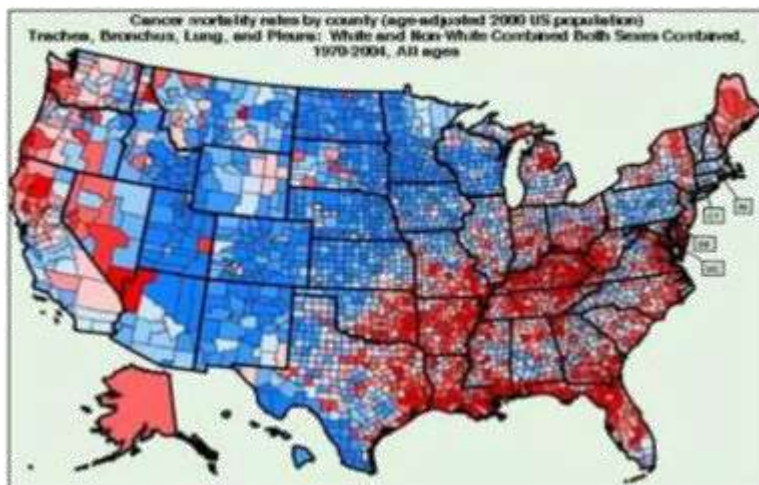 Cancer mortality rates by county (age-adjusted 2000 US population)
Trachea, Bronchus, Lung, and Pleura: White and Non-White Combined Both Sexes Combined,
1970-2004, All ages
CT